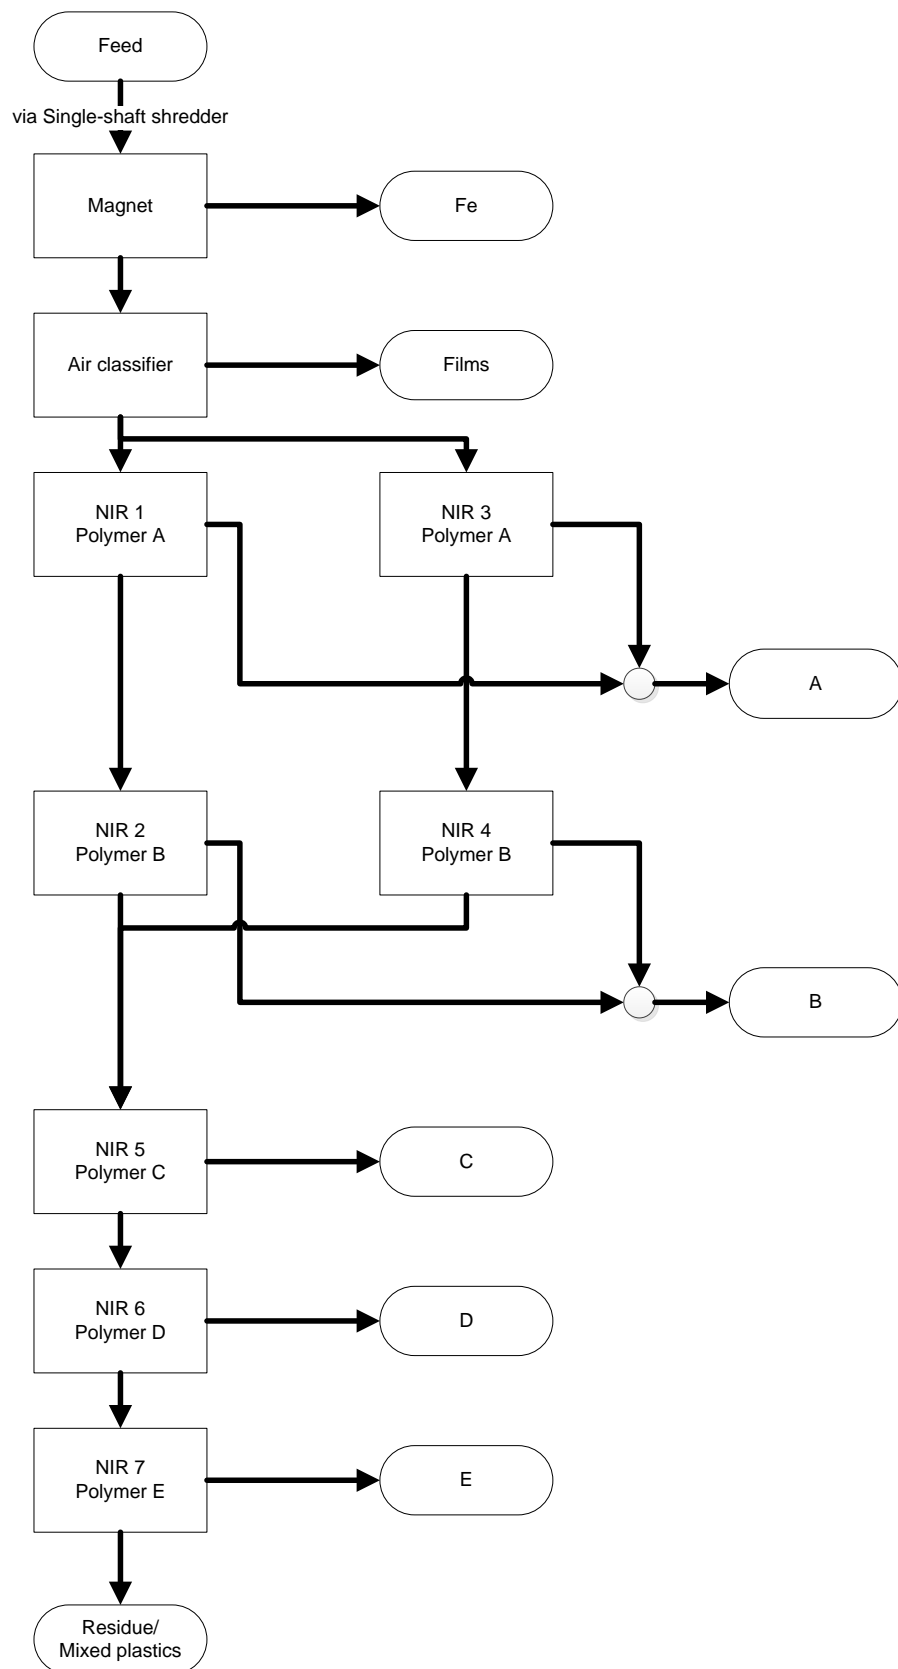 Feed
via Single-shaft shredder
Magnet
Fe
Air classifier
Films
NIR 1
Polymer A
NIR 3
Polymer A
A
NIR 2
Polymer B
NIR 4
Polymer B
B
NIR 5
Polymer C
C
NIR 6
Polymer D
D
NIR 7
Polymer E
E
Residue/
Mixed plastics